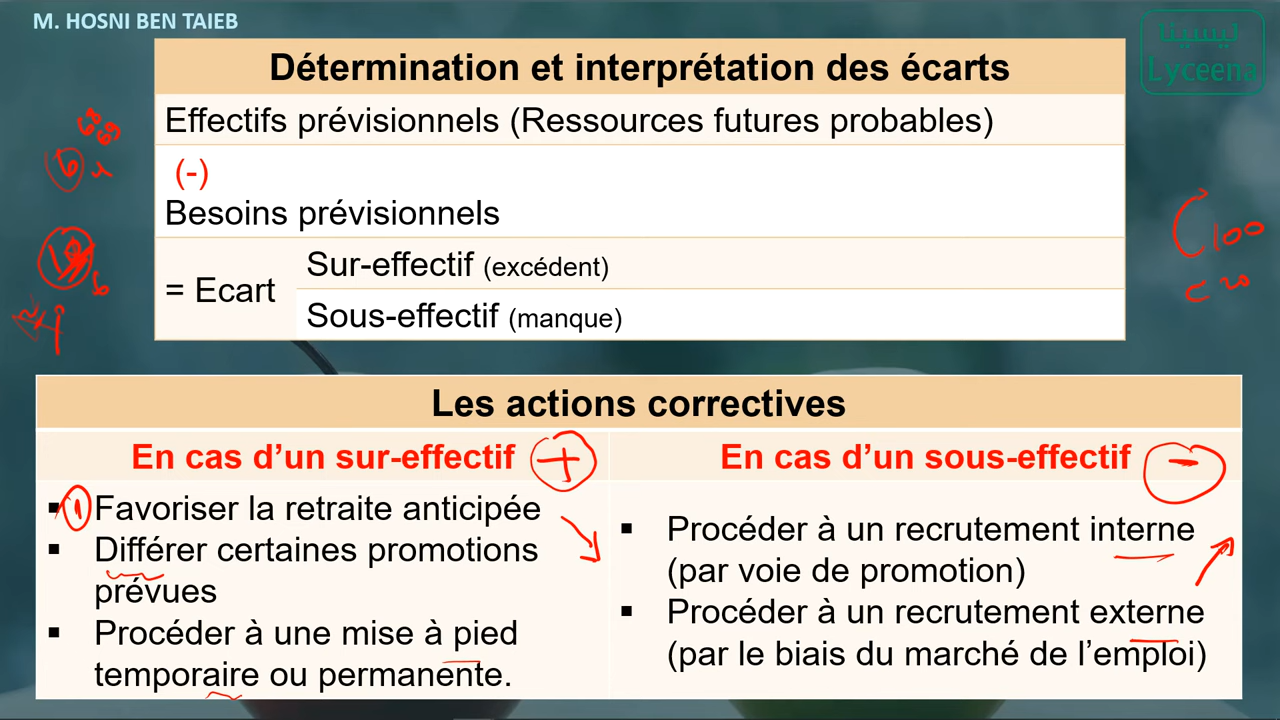 M. HOSNI BEN TAIEB
ليسينا
Lyceena
Détermination et interprétation des écarts
Effectifs prévisionnels (Ressources futures probables)
(-)
Besoins prévisionnels
= Ecart
Sur-effectif (excédent)
Sous-effectif (manque)
100
20
Les actions correctives
En cas d’un sur-effectif +
▪ Favoriser la retraite anticipée
▪ Différer certaines promotions
prévues
▪ Procéder à une mise à pied
temporaire ou permanente.
En cas d’un sous-effectif -
▪ Procéder à un recrutement interne
(par voie de promotion)
▪ Procéder à un recrutement externe
(par le biais du marché de l’emploi)